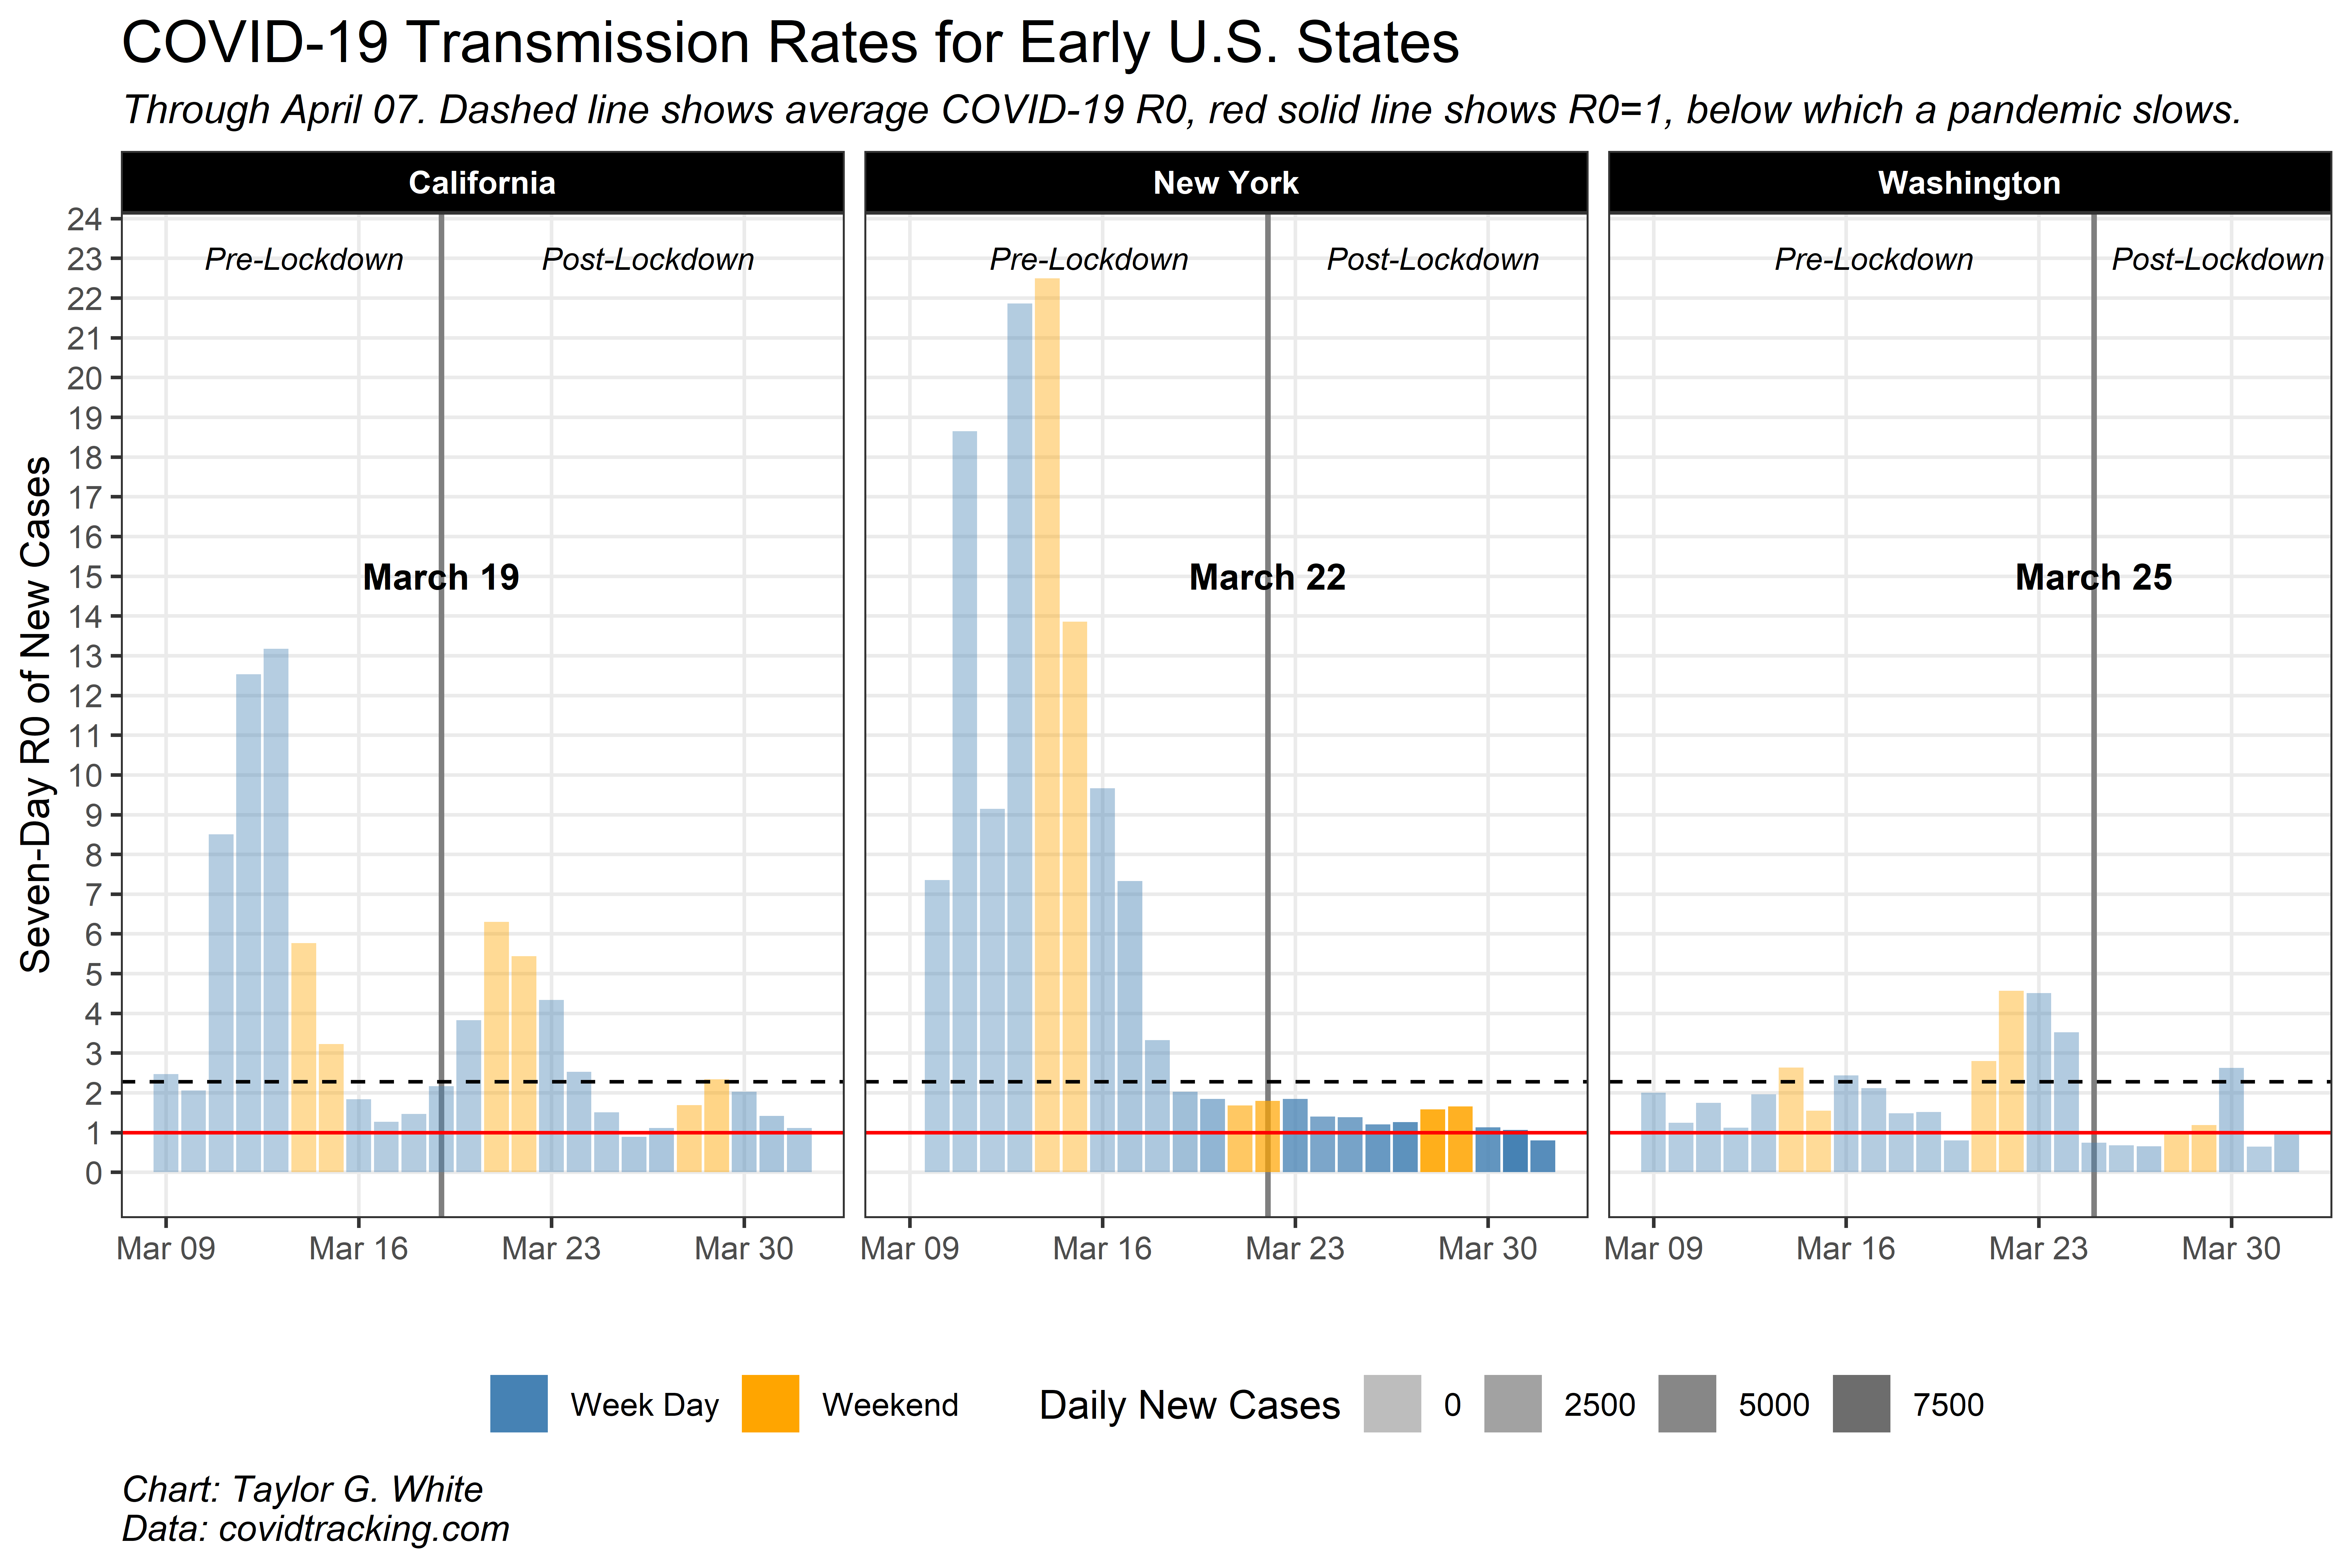 COVID-19 Transmission Rates for Early U.S. States
Through April 07. Dashed line shows average COVID-19 R0, red solid line shows R0=1, below which a pandemic slows.
California
New York
Washington
Seven-Day R0 of New Cases
24
23
22
21
20
19
18
17
16
15
14
13
12
11
10
9
8
7
6
5
4
3
2
1
0
Pre-Lockdown
Post-Lockdown
March 19
Pre-Lockdown
Post-Lockdown
March 22
Pre-Lockdown
Post-Lockdown
March 25
Mar 09 Mar 16 Mar 23 Mar 30
Mar 09 Mar 16 Mar 23 Mar 30
Mar 09 Mar 16 Mar 23 Mar 30
Week Day Weekend
Daily New Cases 0 2500 5000 7500
Chart: Taylor G. White
Data: covidtracking.com